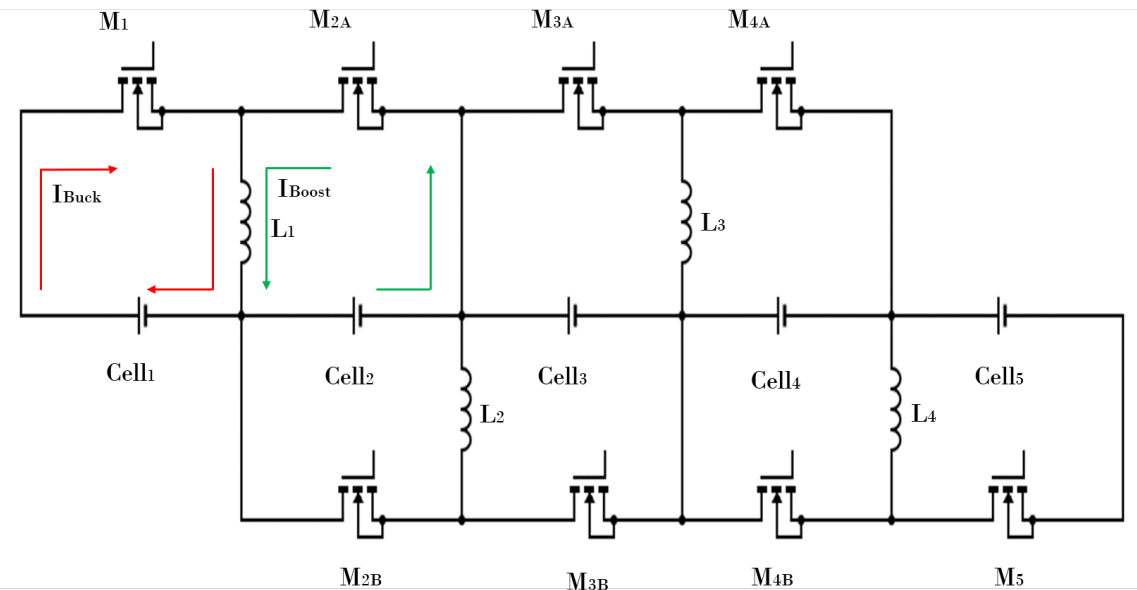 M1
M2A
M3A
M4A
IBuck
IBoost
L1
L3
Cell1
Cell2
Cell3
Cell4
Cell5
L2
L4
M2B
M3B
M4B
M5